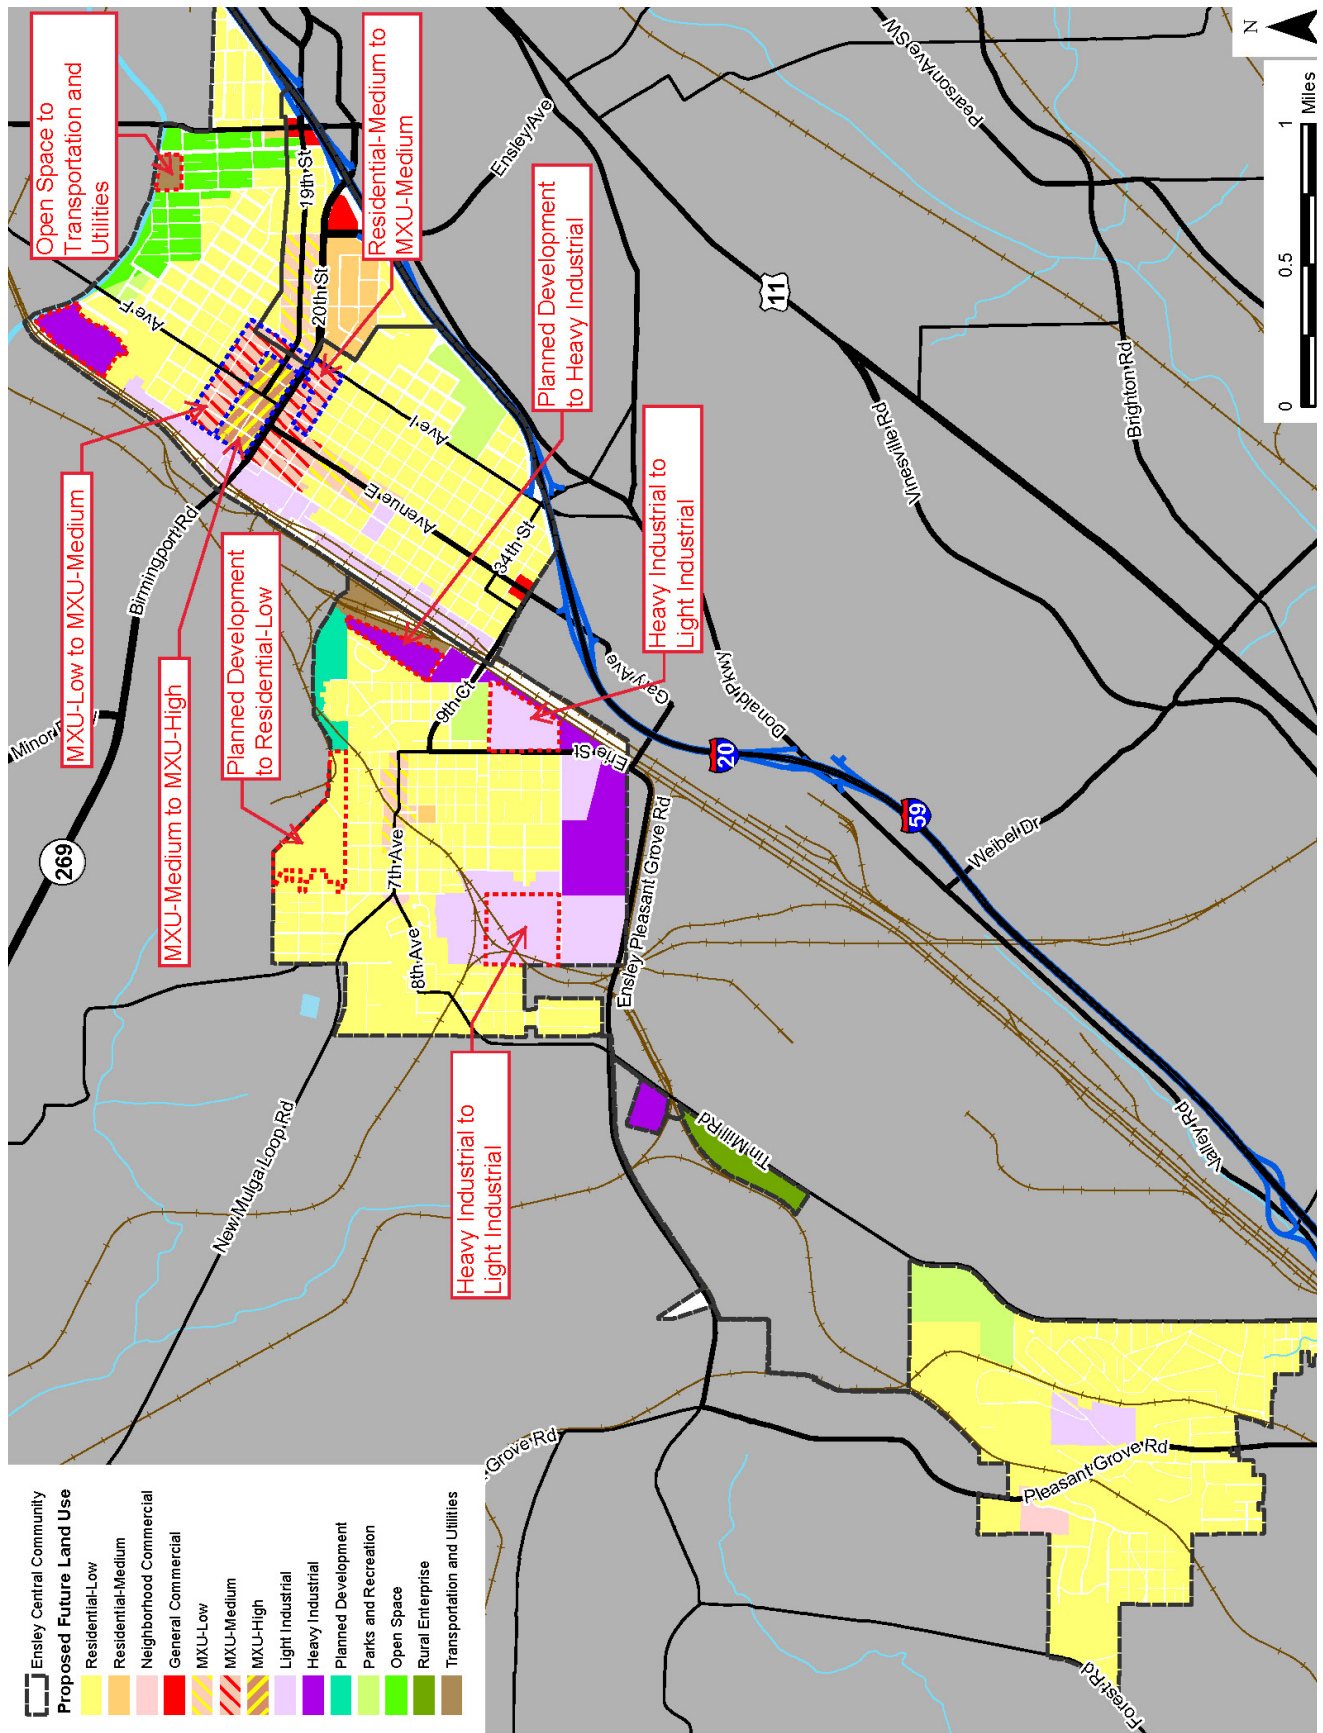 Ensley Central Community
Proposed Future Land Use
Residential-Low
Residential-Medium
Neighborhood Commercial
General Commercial
MXU-Low
MXU-Medium
MXU-High
Light Industrial
Heavy Industrial
Planned Development
Parks and Recreation
Open Space
Rural Enterprise
Transportation and Utilities
Open Space to
Transportation and
Utilities
Residential-Medium to
MXU-Medium
Planned Development
to Heavy Industrial
Heavy Industrial to
Light Industrial
MXU-Low to MXU-Medium
MXU-Medium to MXU-High
Planned Development
to Residential-Low
Heavy Industrial to
Light Industrial
269
Minor
Birmingport Rd
Ave F
19th St
20th St
Ensley Ave
Ave I
Avenue E
34th St
Gary Ave
9th Ct
Erie St
7th Ave
8th Ave
Ensley Pleasant Grove Rd
New Mulga Loop Rd
Tin Mill Rd
Grove Rd
Pleasant Grove Rd
Forest Rd
Valley Rd
Weibel Dr
59
20
Donald Pkwy
11
Vinesville Rd
Brighton Rd
Pearson Ave SW
N
0
0.5
1
Miles